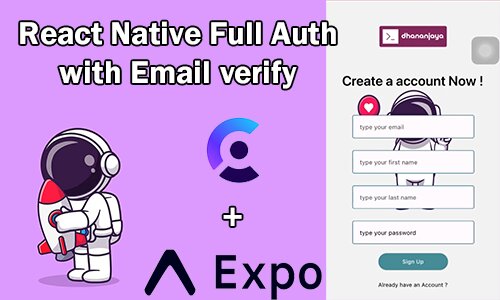 React Native Full Auth
with Email verify
+
Expo
dhananjaya
Create a account Now !
type your email
type your first name
type your last name
type your password
Sign Up
Already have an Account ?